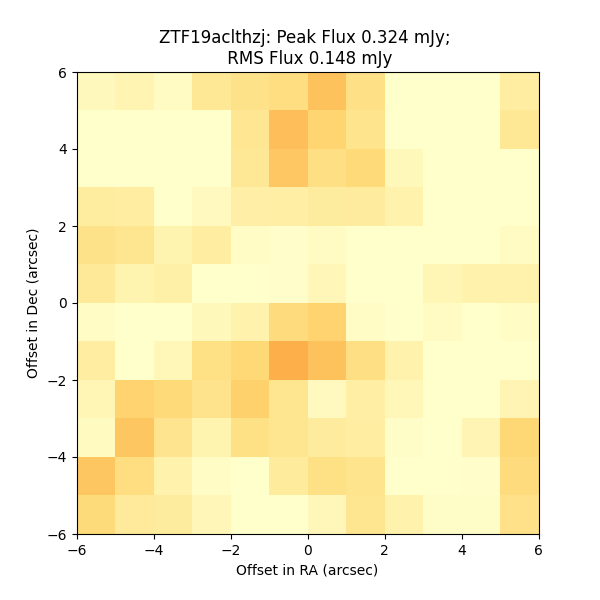 ZTF19aclthzj: Peak Flux 0.324 mJy;
RMS Flux 0.148 mJy
6
4
2
0
−2
−4
−6
Offset in Dec (arcsec)
−6 −4 −2 0 2 4 6
Offset in RA (arcsec)